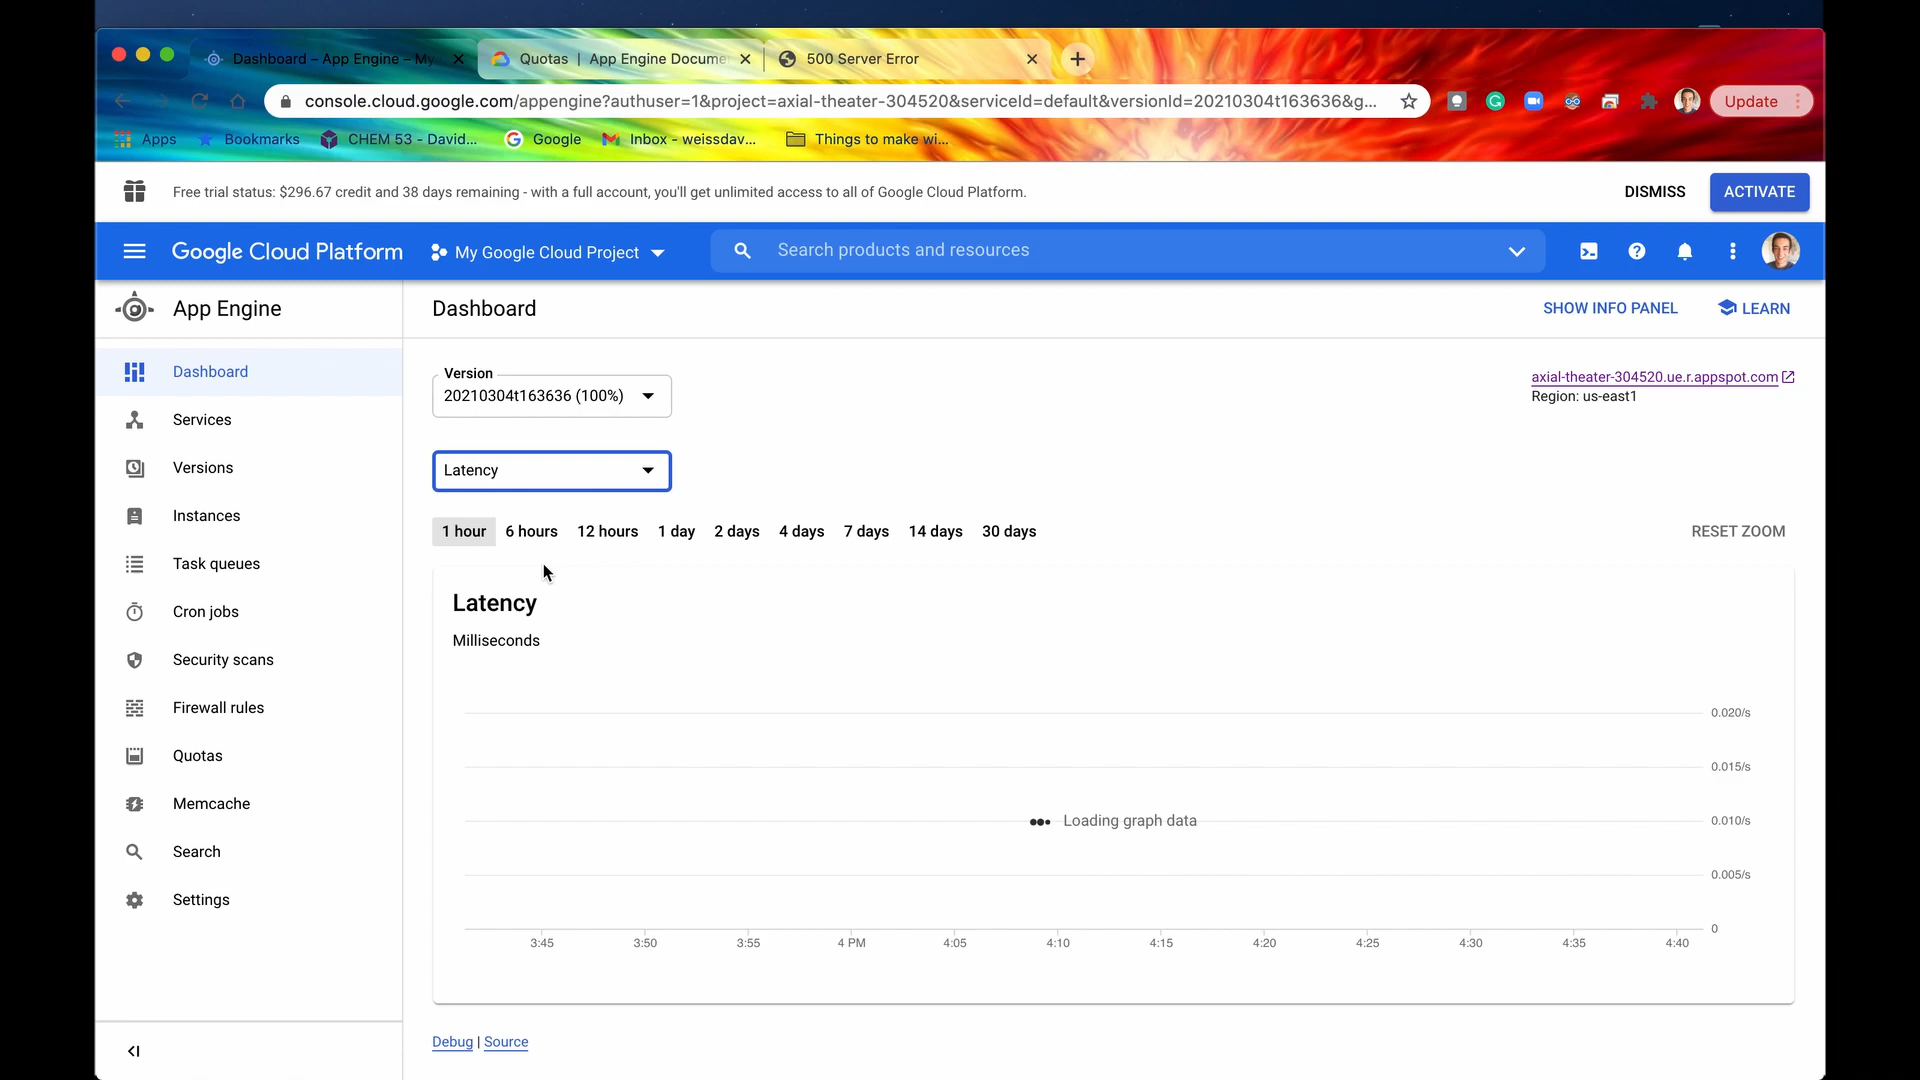 Dashboard – App Engine – My
Quotas | App Engine Docume
500 Server Error
console.cloud.google.com/appengine?authuser=1&project=axial-theater-304520&serviceId=default&versionId=20210304t163636&g...
Update
Apps
Bookmarks
CHEM 53 - David...
Google
Inbox - weissdav...
Things to make wi...
Free trial status: $296.67 credit and 38 days remaining - with a full account, you'll get unlimited access to all of Google Cloud Platform.
DISMISS
ACTIVATE
Google Cloud Platform
My Google Cloud Project
Search products and resources
App Engine
Dashboard
SHOW INFO PANEL
LEARN
Dashboard
Services
Versions
Instances
Task queues
Cron jobs
Security scans
Firewall rules
Quotas
Memcache
Search
Settings
Version
20210304t163636 (100%)
axial-theater-304520.ue.r.appspot.com
Region: us-east1
Latency
1 hour 6 hours 12 hours 1 day 2 days 4 days 7 days 14 days 30 days
RESET ZOOM
Latency
Milliseconds
0.020/s
0.015/s
Loading graph data
0.010/s
0.005/s
0
3:45 3:50 3:55 4 PM 4:05 4:10 4:15 4:20 4:25 4:30 4:35 4:40
Debug | Source